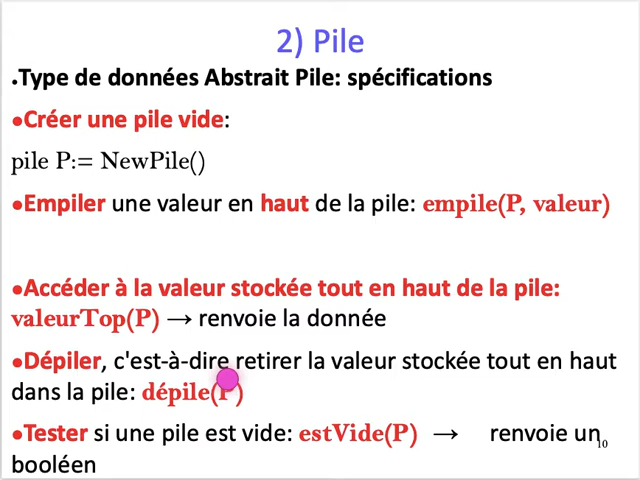 2) Pile
•Type de données Abstrait Pile: spécifications
•Créer une pile vide:
pile P:= NewPile()
•Empiler une valeur en haut de la pile: empile(P, valeur)
•Accéder à la valeur stockée tout en haut de la pile:
valeurTop(P) → renvoie la donnée
•Dépiler, c'est-à-dire retirer la valeur stockée tout en haut
dans la pile: dépile(P)
•Tester si une pile est vide: estVide(P) → renvoie un
10
booléen